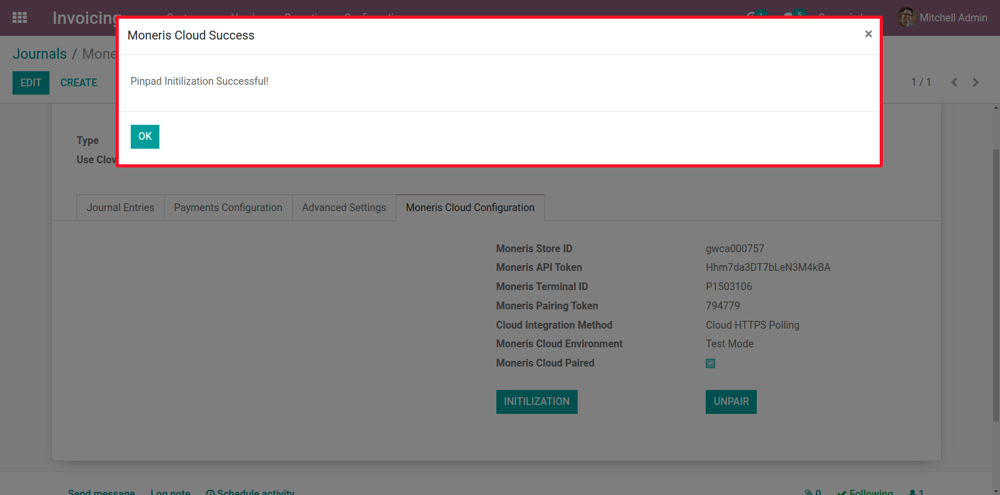 Invoicing
1
5
Mitchell Admin
Moneris Cloud Success
×
Journals / Mone
Pinpad Initilization Successful!
EDIT CREATE
1 / 1
OK
Type
Use Clov
Journal Entries
Payments Configuration
Advanced Settings
Moneris Cloud Configuration
Moneris Store ID gwca000757
Moneris API Token Hhm7da3DT7bLeN3M4kBA
Moneris Terminal ID P1503106
Moneris Pairing Token 794779
Cloud Integration Method Cloud HTTPS Polling
Moneris Cloud Environment Test Mode
Moneris Cloud Paired
INITILIZATION UNPAIR
Send message Log note Schedule activity 0 Following 1